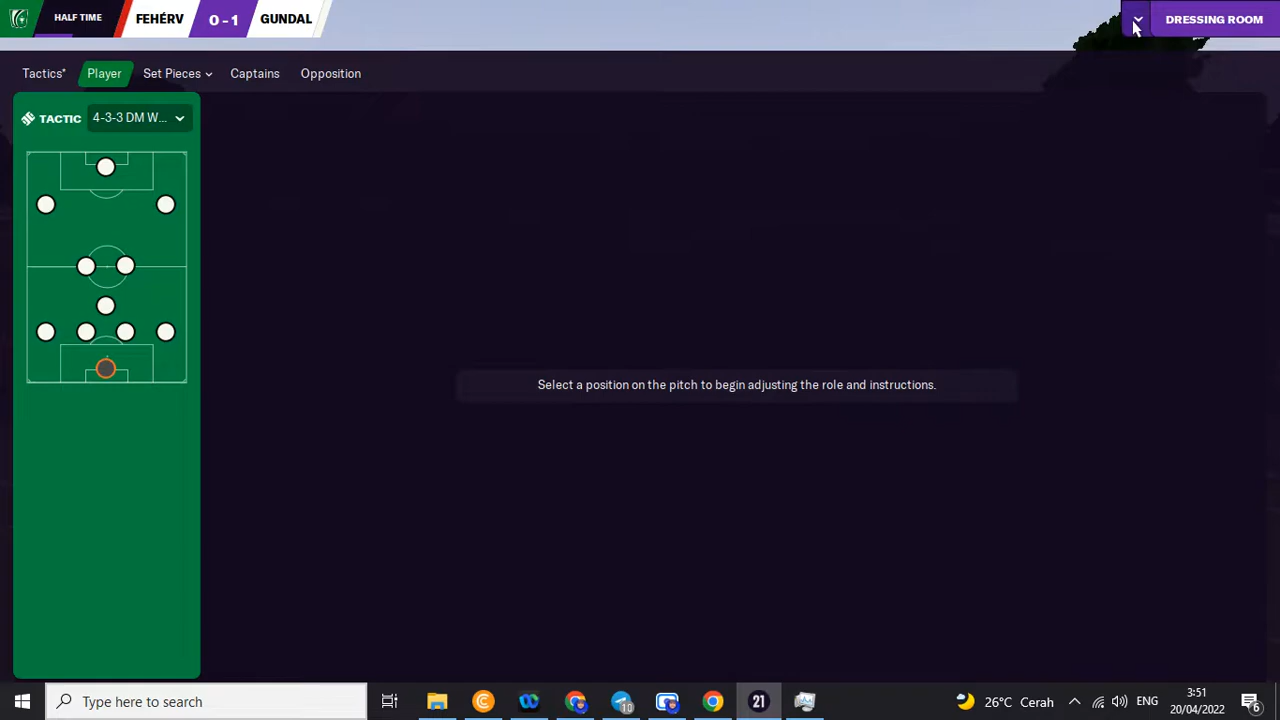 HALF TIME FEHÉRV 0 - 1 GUNDAL DRESSING ROOM
Tactics* Player Set Pieces Captains Opposition
TACTIC 4-3-3 DM W...
Select a position on the pitch to begin adjusting the role and instructions.
Type here to search 10 21 26°C Cerah ENG 3:51
20/04/2022 6